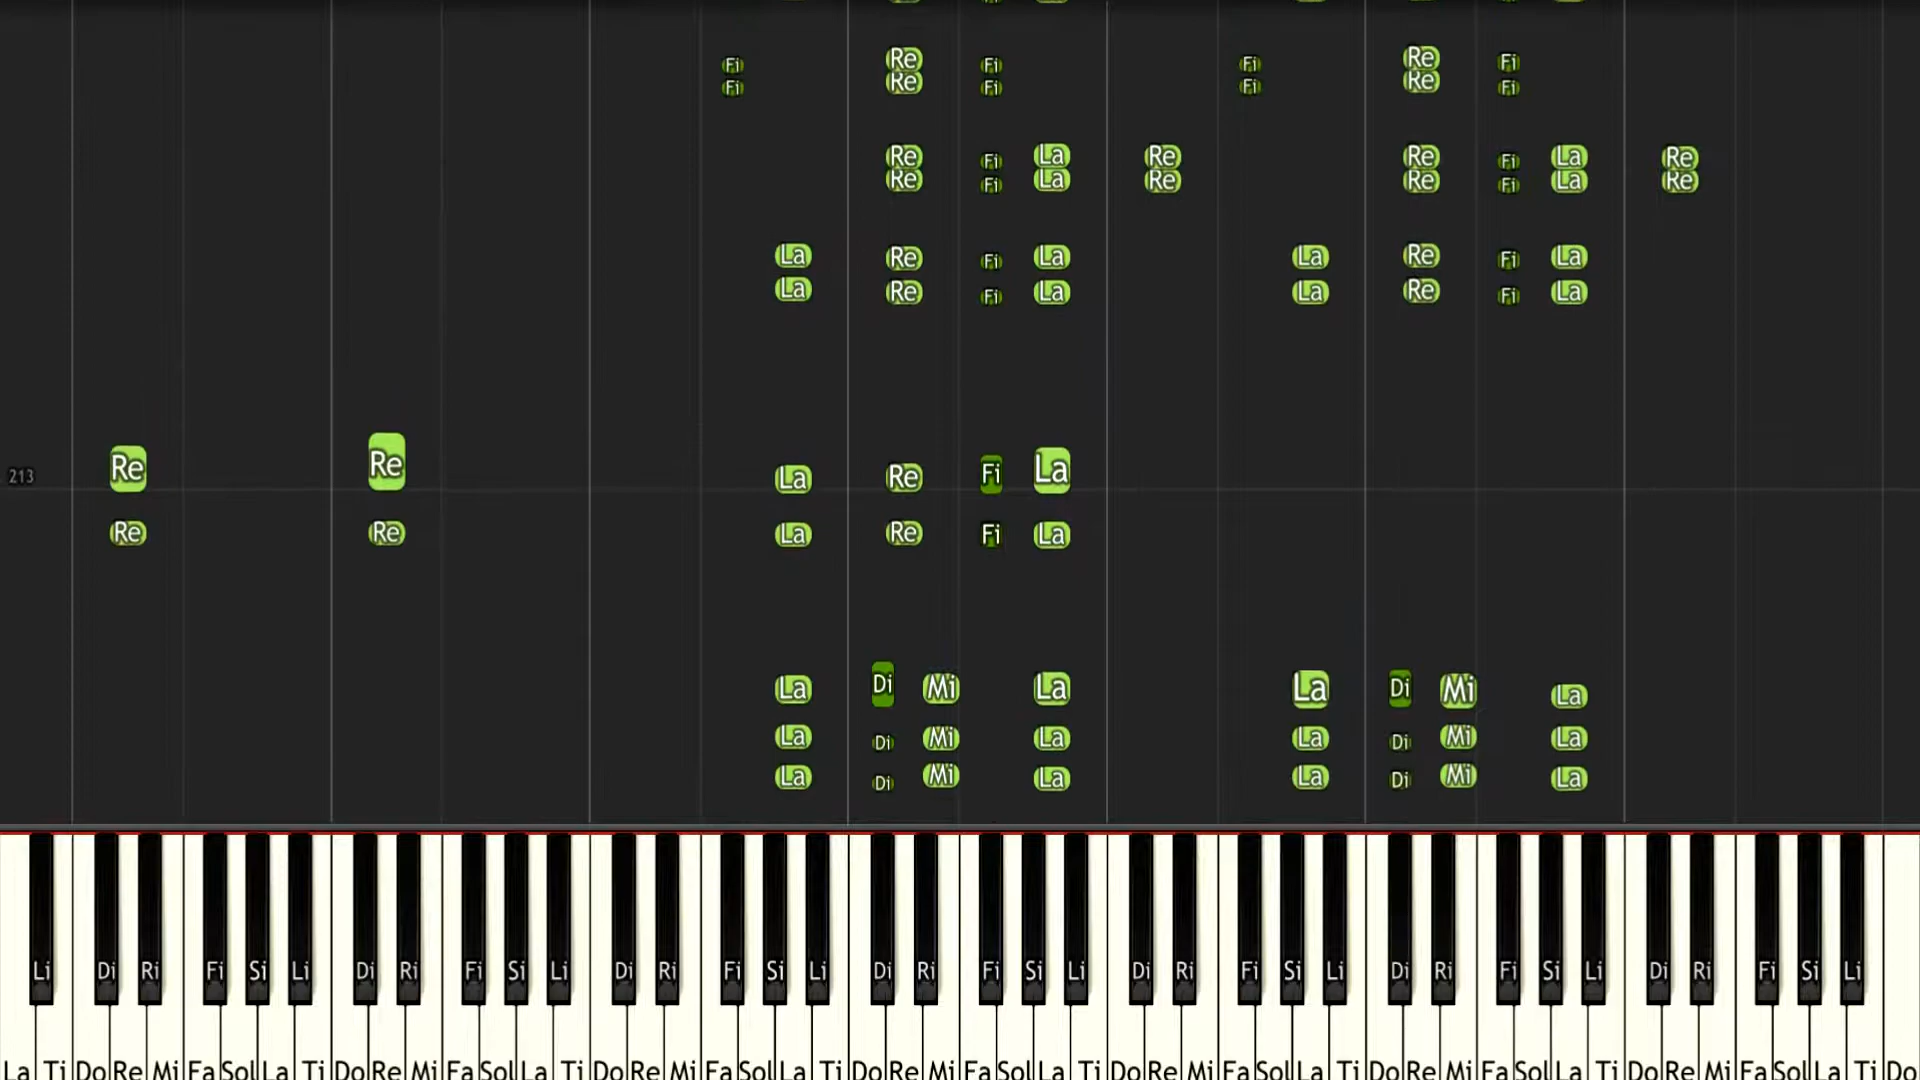 Fi Re Fi Fi Re Fi
Fi Re Fi Fi Re Fi
Re Fi La Re Re Fi La Re
Re Fi La Re Re Fi La Re
La Re Fi La La Re Fi La
La Re Fi La La Re Fi La
Re Re La Re Fi La
213
Re Re La Re Fi La
La Di Mi La La Di Mi La
La Di Mi La La Di Mi La
La Di Mi La La Di Mi La
Li Di Ri Fi Si Li Di Ri Fi Si Li Di Ri Fi Si Li Di Ri Fi Si Li Di Ri Fi Si Li Di Ri Fi Si Li Di Ri Fi Si Li
La Ti Do Re Mi Fa Sol La Ti Do Re Mi Fa Sol La Ti Do Re Mi Fa Sol La Ti Do Re Mi Fa Sol La Ti Do Re Mi Fa Sol La Ti Do Re Mi Fa Sol La Ti Do Re Mi Fa Sol La Ti Do